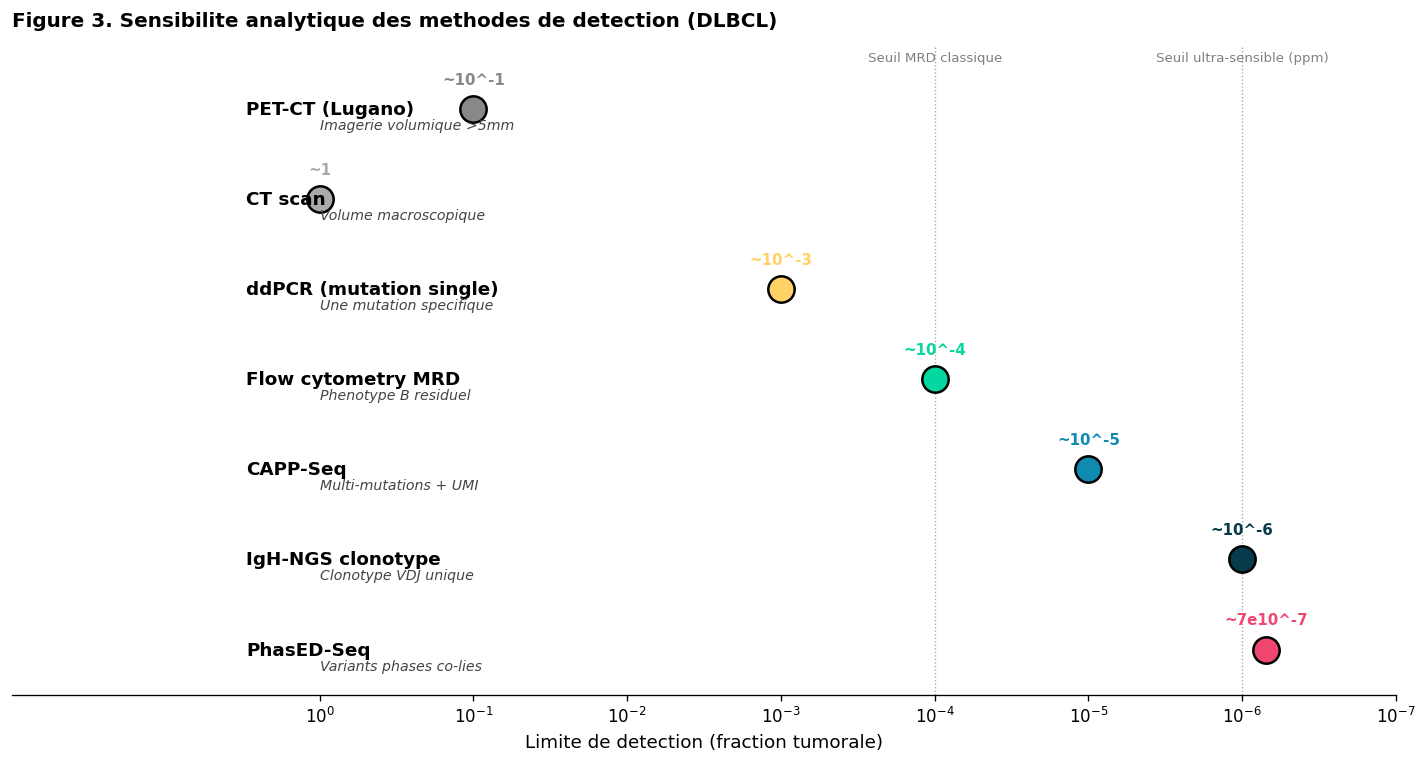 Figure 3. Sensibilite analytique des methodes de detection (DLBCL)
Seuil MRD classique
Seuil ultra-sensible (ppm)
~10^-1
PET-CT (Lugano)
Imagerie volumique >5mm
~1
CT scan
Volume macroscopique
~10^-3
ddPCR (mutation single)
Une mutation specifique
~10^-4
Flow cytometry MRD
Phenotype B residuel
~10^-5
CAPP-Seq
Multi-mutations + UMI
~10^-6
IgH-NGS clonotype
Clonotype VDJ unique
~7e10^-7
PhasED-Seq
Variants phases co-lies
10⁰ 10⁻¹ 10⁻² 10⁻³ 10⁻⁴ 10⁻⁵ 10⁻⁶ 10⁻⁷
Limite de detection (fraction tumorale)